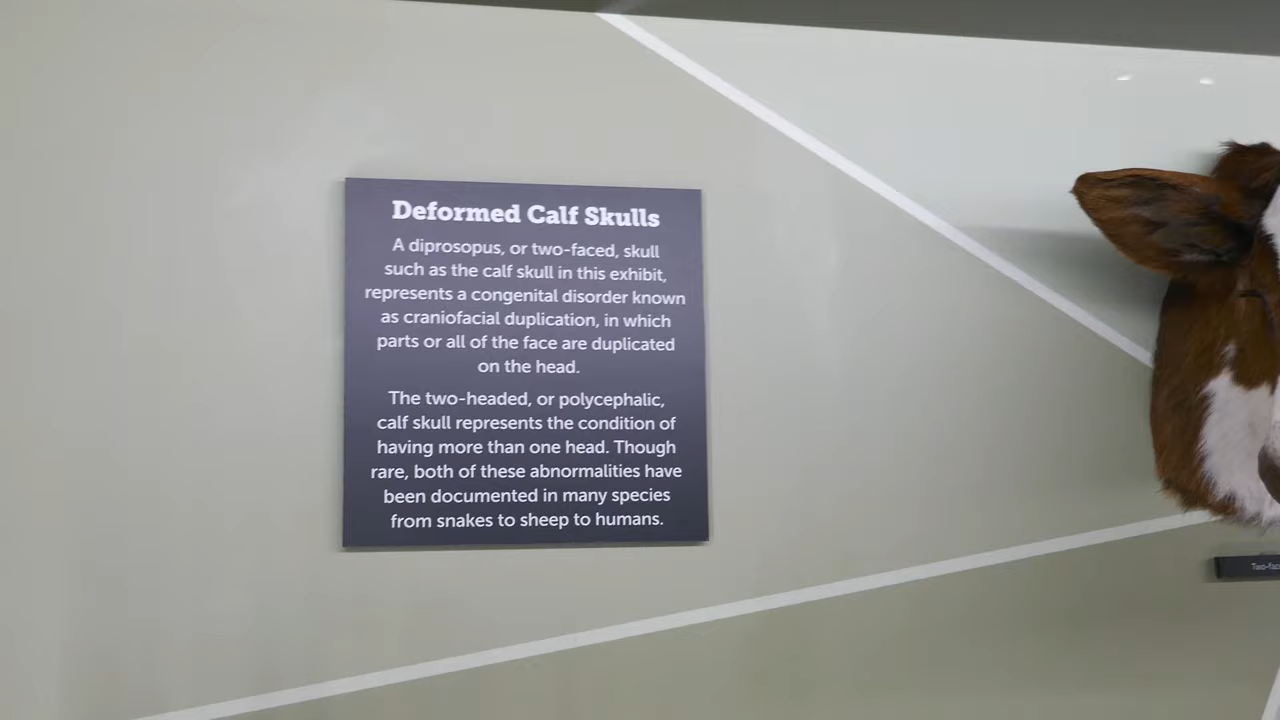 Deformed Calf Skulls
A diprosopus, or two-faced, skull
such as the calf skull in this exhibit,
represents a congenital disorder known
as craniofacial duplication, in which
parts or all of the face are duplicated
on the head.
The two-headed, or polycephalic,
calf skull represents the condition of
having more than one head. Though
rare, both of these abnormalities have
been documented in many species
from snakes to sheep to humans.